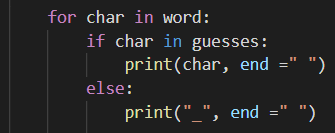 for char in word:
    if char in guesses:
        print(char, end =" ")
    else:
        print("_", end =" ")